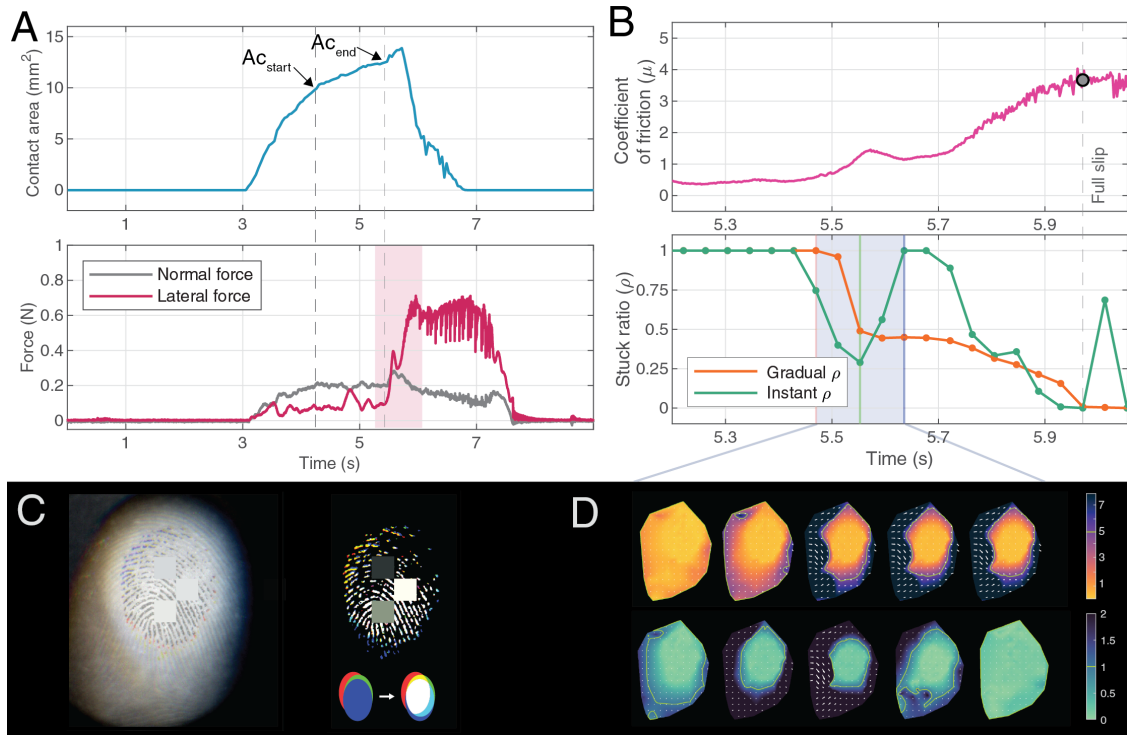 A
Contact area (mm²)
15
10
5
0
Ac_start
Ac_end
1
3
5
7
Force (N)
1
0.8
0.6
0.4
0.2
0
Normal force
Lateral force
1
3
5
7
Time (s)
B
Coefficient
of friction (μ)
5
4
3
2
1
0
Full slip
5.3
5.5
5.7
5.9
Stuck ratio (ρ)
1
0.75
0.5
0.25
0
Gradual ρ
Instant ρ
5.3
5.5
5.7
5.9
Time (s)
C
D
7
5
3
1
2
1.5
1
0.5
0